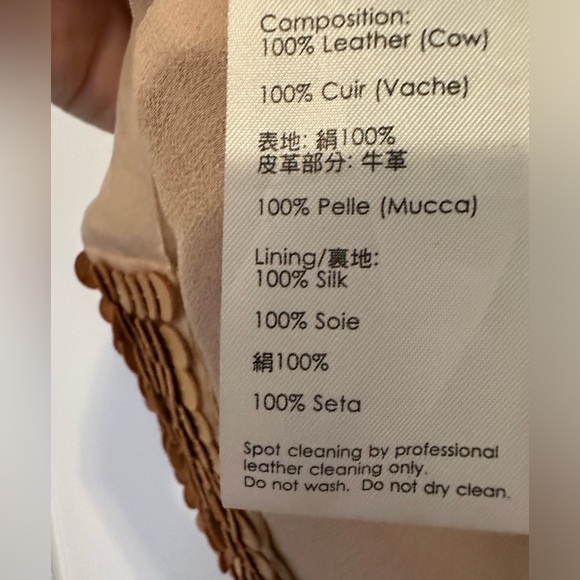 Composition:
100% Leather (Cow)
100% Cuir (Vache)
表地: 絹100%
皮革部分: 牛革
100% Pelle (Mucca)
Lining/裏地:
100% Silk
100% Soie
絹100%
100% Seta
Spot cleaning by professional
leather cleaning only.
Do not wash. Do not dry clean.